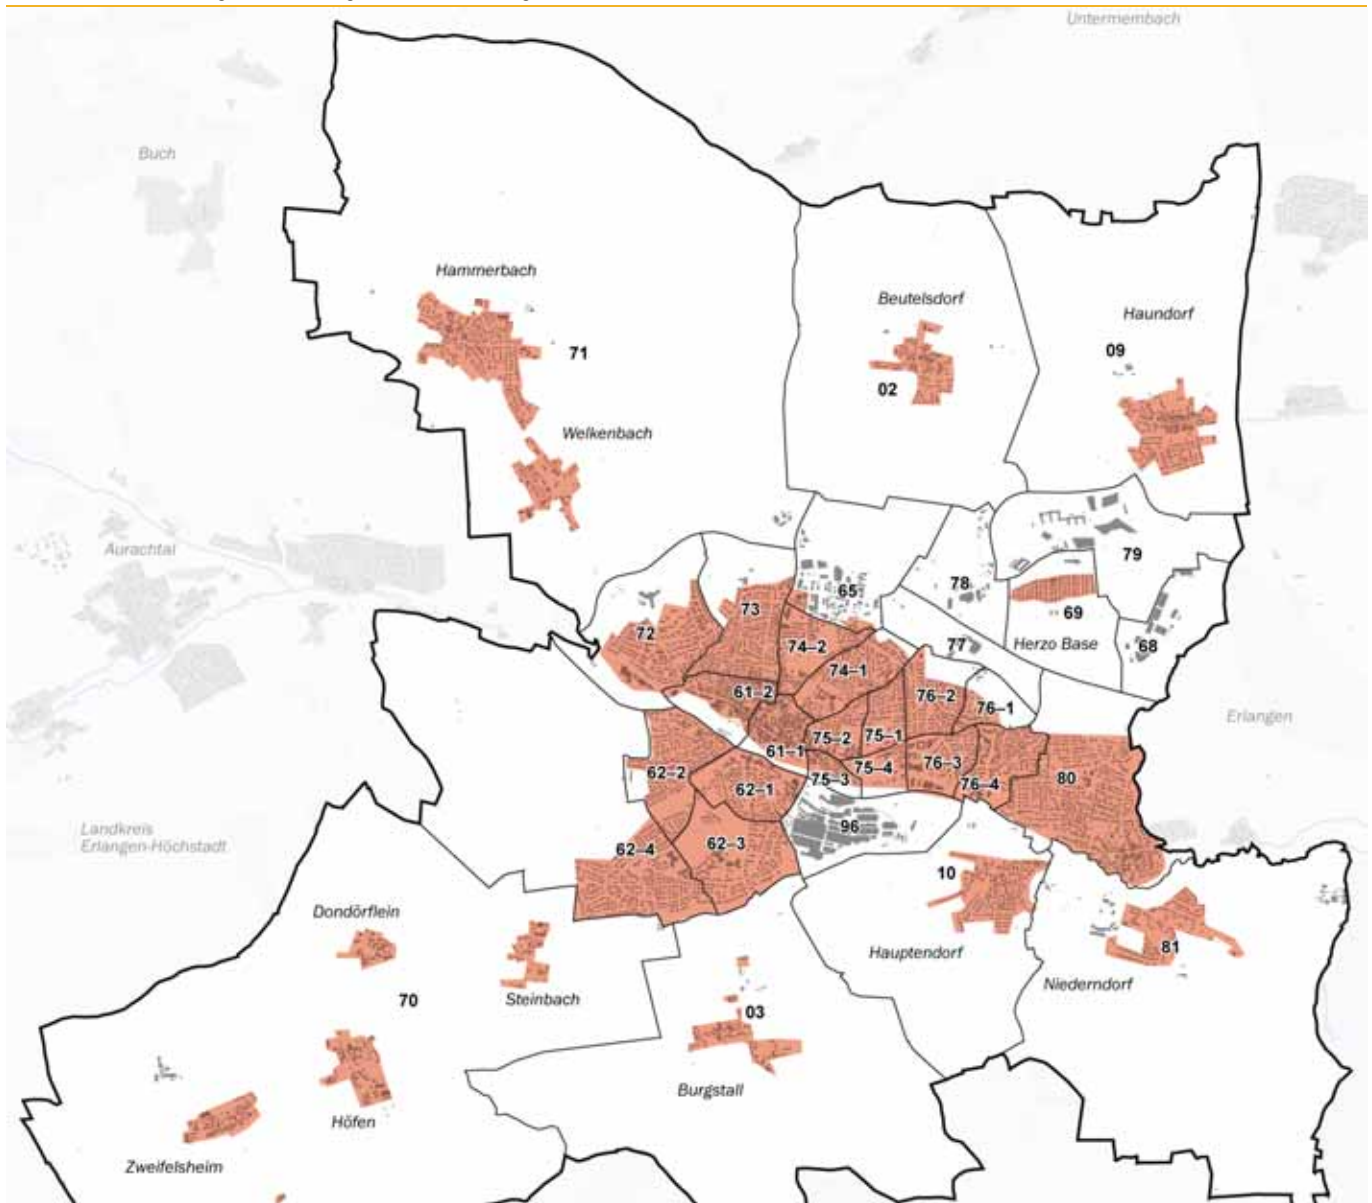 Untermembach
Buch
Hammerbach
Beutelsdorf
Haundorf
09
71
02
Welkenbach
Aurachtal
79
78
65
73
69
72
74–2
77
Herzo Base
68
74–1
61–2
76–2
76–1
Erlangen
61–1
75–2
75–1
76–3
62–2
75–3
75–4
80
62–1
76–4
96
Landkreis
Erlangen-Höchstadt
62–4
62–3
10
Dondörflein
81
Hauptendorf
Niederndorf
Steinbach
70
03
Burgstall
Höfen
Zweifelsheim